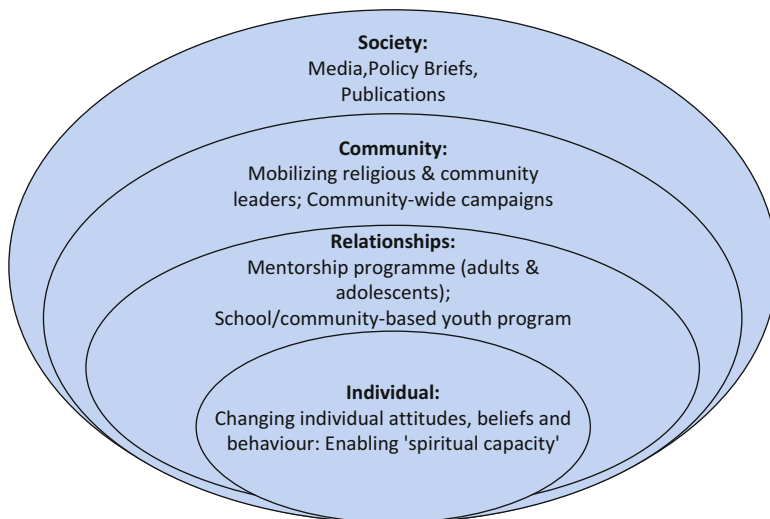 Society:
Media,Policy Briefs,
Publications
Community:
Mobilizing religious & community
leaders; Community-wide campaigns
Relationships:
Mentorship programme (adults &
adolescents);
School/community-based youth program
Individual:
Changing individual attitudes, beliefs and
behaviour: Enabling 'spiritual capacity'